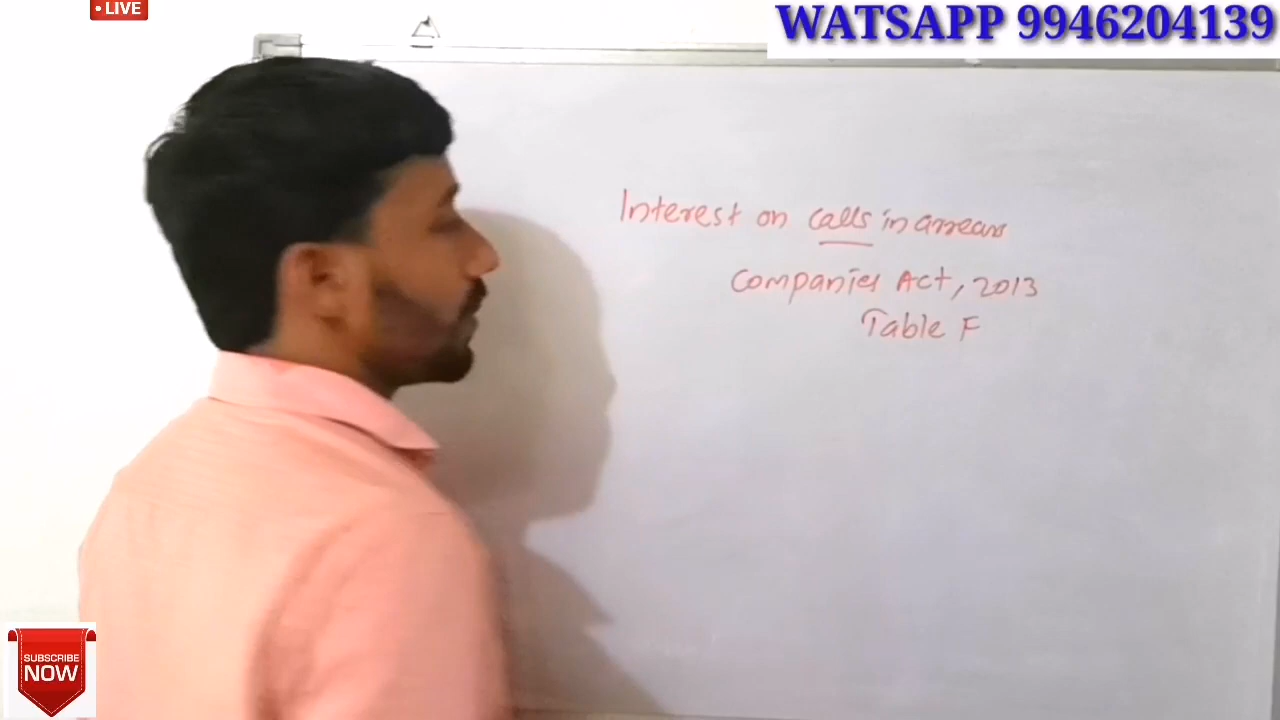 LIVE
WATSAPP 9946204139
Interest on calls in arrears
Companies Act, 2013
Table F
SUBSCRIBE
NOW